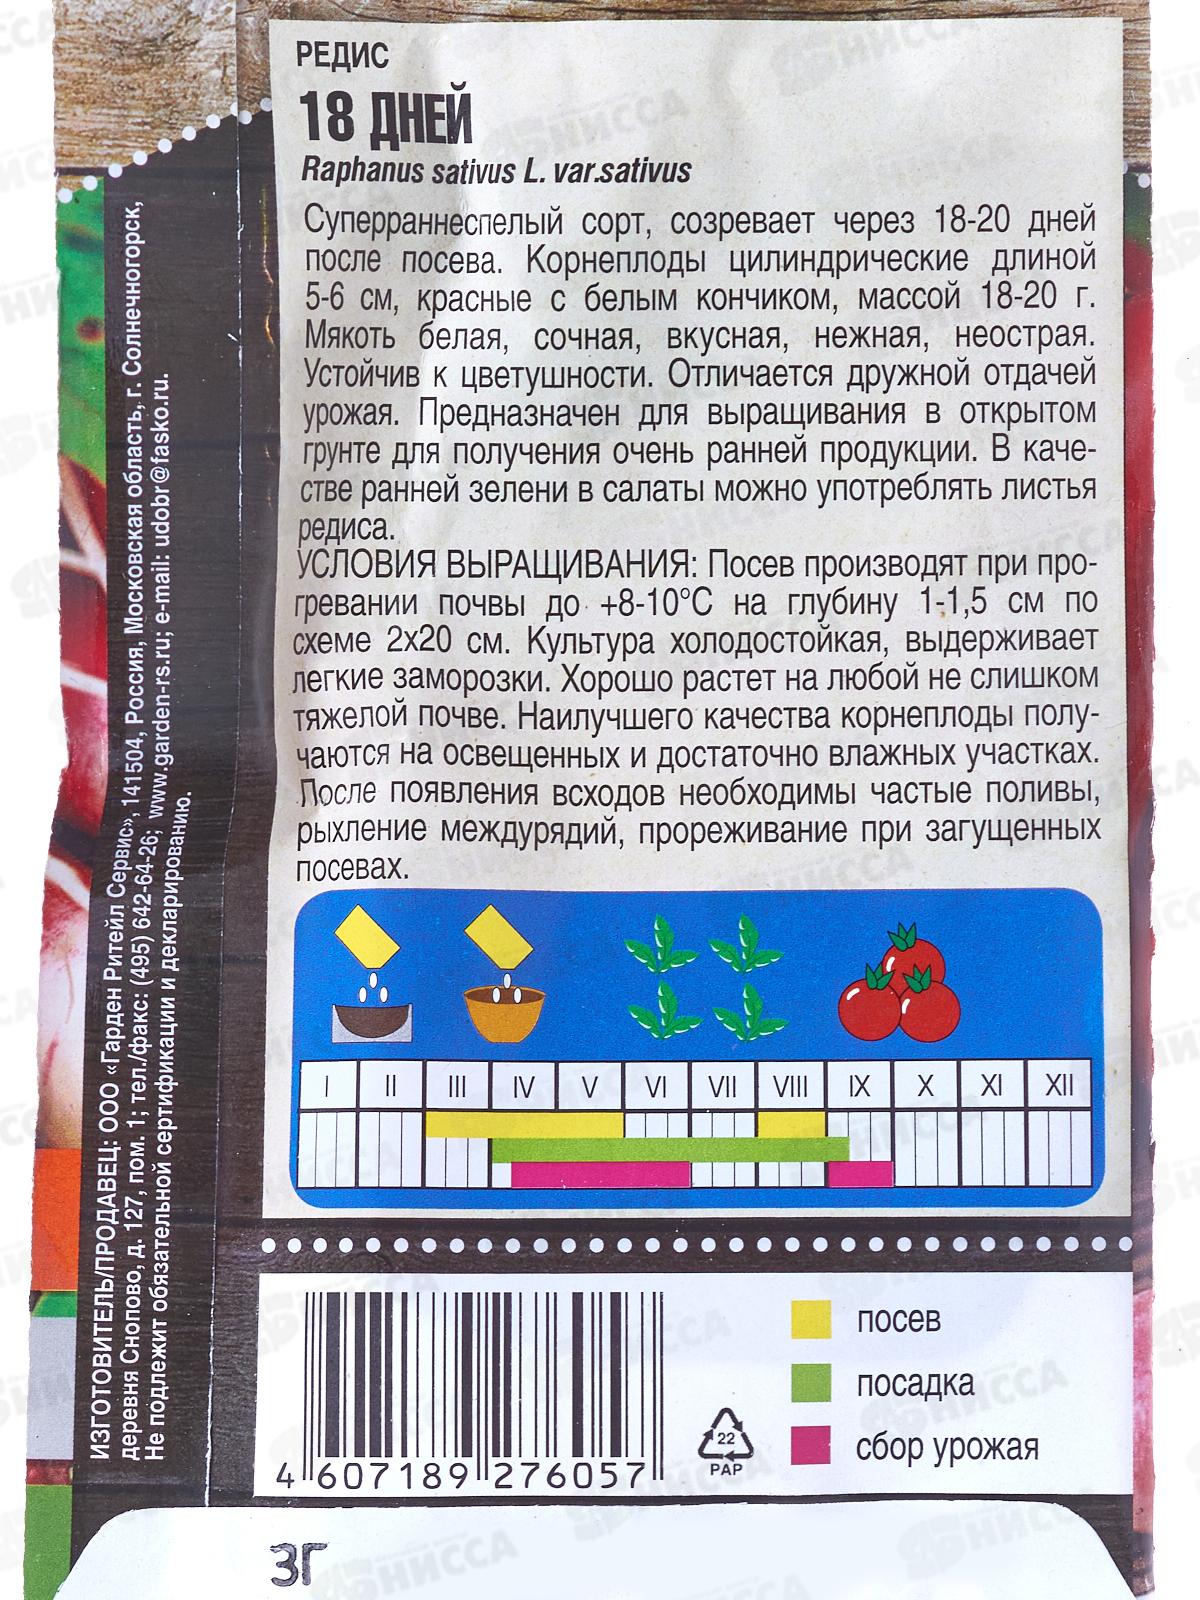 РЕДИС
18 ДНЕЙ
Raphanus sativus L. var.sativus
Суперраннеспелый сорт, созревает через 18-20 дней
после посева. Корнеплоды цилиндрические длиной
5-6 см, красные с белым кончиком, массой 18-20 г.
Мякоть белая, сочная, вкусная, нежная, неострая.
Устойчив к цветушности. Отличается дружной отдачей
урожая. Предназначен для выращивания в открытом
грунте для получения очень ранней продукции. В каче-
стве ранней зелени в салаты можно употреблять листья
редиса.
УСЛОВИЯ ВЫРАЩИВАНИЯ: Посев производят при про-
гревании почвы до +8-10°С на глубину 1-1,5 см по
схеме 2х20 см. Культура холодостойкая, выдерживает
легкие заморозки. Хорошо растет на любой не слишком
тяжелой почве. Наилучшего качества корнеплоды полу-
чаются на освещенных и достаточно влажных участках.
После появления всходов необходимы частые поливы,
рыхление междурядий, прореживание при загущенных
посевах.
I II III IV V VI VII VIII IX X XI XII
посев
посадка
сбор урожая
22
PAP
4 607189 276057
3Г
ИЗГОТОВИТЕЛЬ/ПРОДАВЕЦ: ООО «Гарден Ритейл Сервис», 141504, Россия, Московская область, г. Солнечногорск,
деревня Снопово, д. 127, пом. 1; тел./факс: (495) 642-64-26; www.garden-rs.ru; e-mail: udobr@fasko.ru.
Не подлежит обязательной сертификации и декларированию.